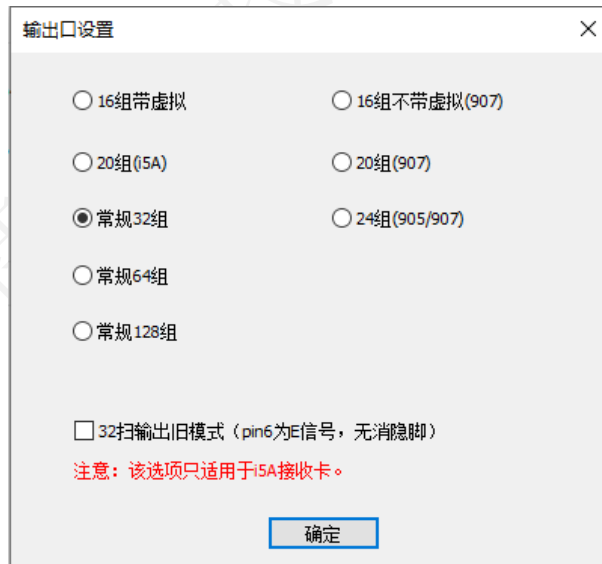 输出口设置
16组带虚拟 16组不带虚拟(907)
20组(i5A) 20组(907)
常规32组 24组(905/907)
常规64组
常规128组
32扫输出旧模式（pin6为E信号，无消隐脚）
注意：该选项只适用于i5A接收卡。
确定